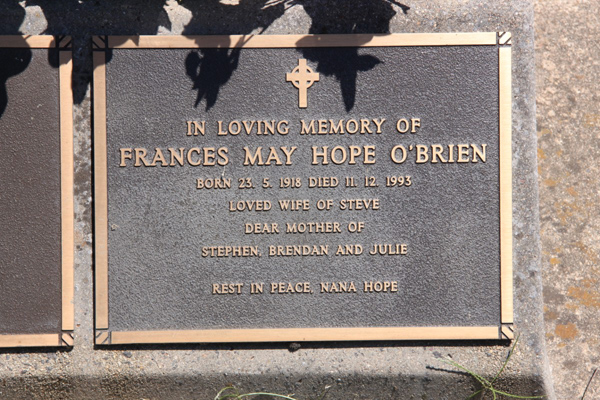 IN LOVING MEMORY OF
FRANCES MAY HOPE O'BRIEN
BORN 23. 5. 1918 DIED 11. 12. 1993
LOVED WIFE OF STEVE
DEAR MOTHER OF
STEPHEN, BRENDAN AND JULIE
REST IN PEACE, NANA HOPE